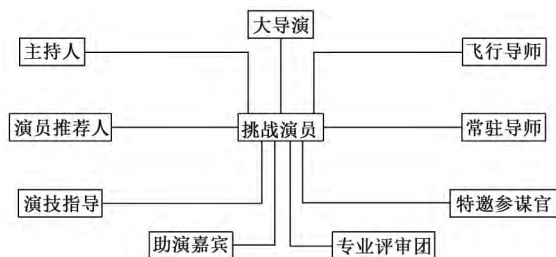 大导演
主持人
飞行导师
演员推荐人
挑战演员
常驻导师
演技指导
特邀参谋官
助演嘉宾
专业评审团